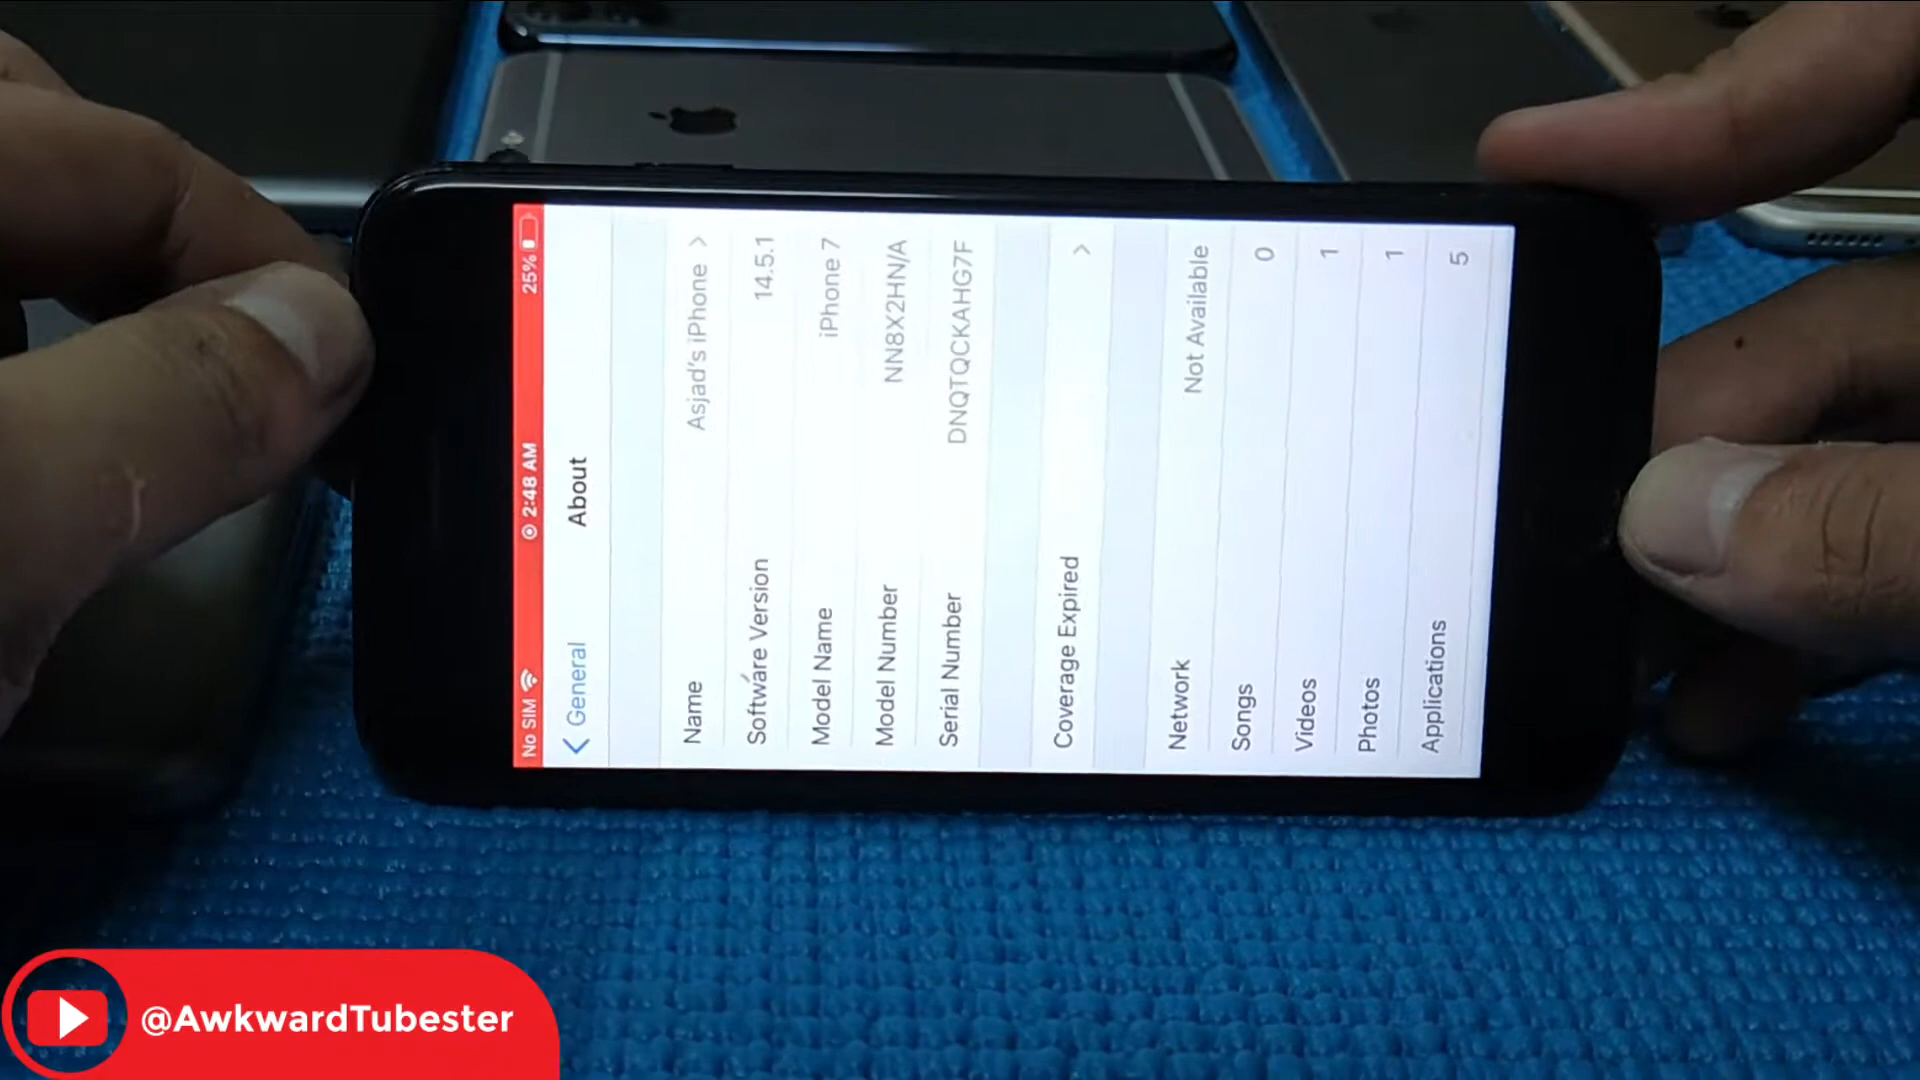 No SIM 2:48 AM 25%
General About
Name Asjad's iPhone
Software Version 14.5.1
Model Name iPhone 7
Model Number NN8X2HN/A
Serial Number DNQTQCKAHG7F
Coverage Expired
Network Not Available
Songs 0
Videos 1
Photos 1
Applications 5
@AwkwardTubester